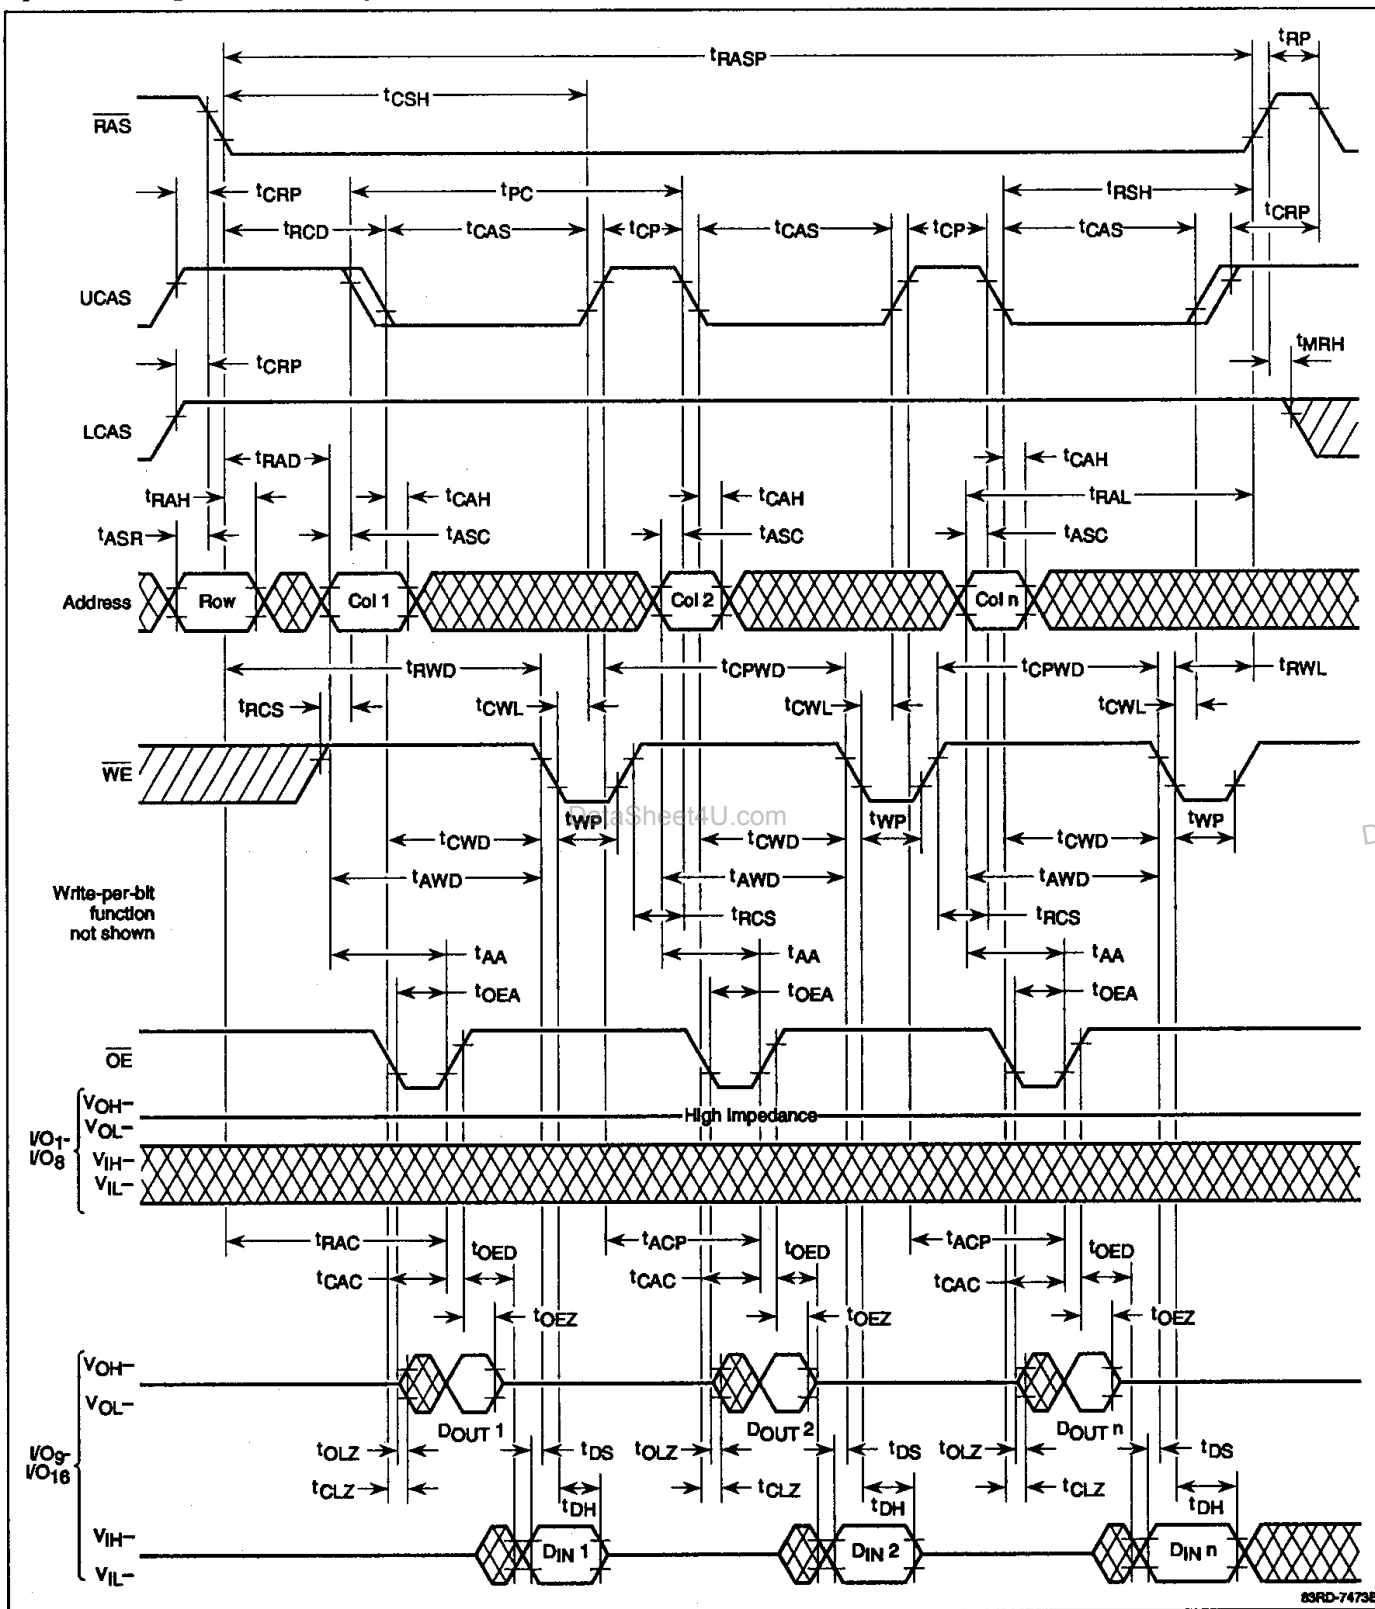 tRASP
tRP
tCSH
RAS
tCRP
tPC
tRSH
tRCD
tCAS
tCP
tCAS
tCP
tCAS
tCRP
UCAS
tCRP
tMRH
LCAS
tRAD
tCAH
tRAH
tCAH
tCAH
tRAL
tASR
tASC
tASC
tASC
Address
Row
Col 1
Col 2
Col n
tRWD
tCPWD
tCPWD
tRWL
tRCS
tCWL
tCWL
tCWL
WE
DataSheet4U.com
tWP
tWP
tWP
tCWD
tCWD
tCWD
D
tAWD
tAWD
tAWD
Write-per-bit
function
not shown
tRCS
tRCS
tAA
tAA
tAA
tOEA
tOEA
tOEA
OE
VOH–
High Impedance
VOL–
I/O1-
I/O8
VIH–
VIL–
tRAC
tACP
tACP
tOED
tOED
tOED
tCAC
tCAC
tCAC
tOEZ
tOEZ
tOEZ
VOH–
VOL–
DOUT 1
DOUT 2
DOUT n
I/O9-
I/O16
tOLZ
tDS
tOLZ
tDS
tOLZ
tDS
tCLZ
tDH
tCLZ
tDH
tCLZ
tDH
VIH–
DIN 1
DIN 2
DIN n
VIL–
83RD-7473B